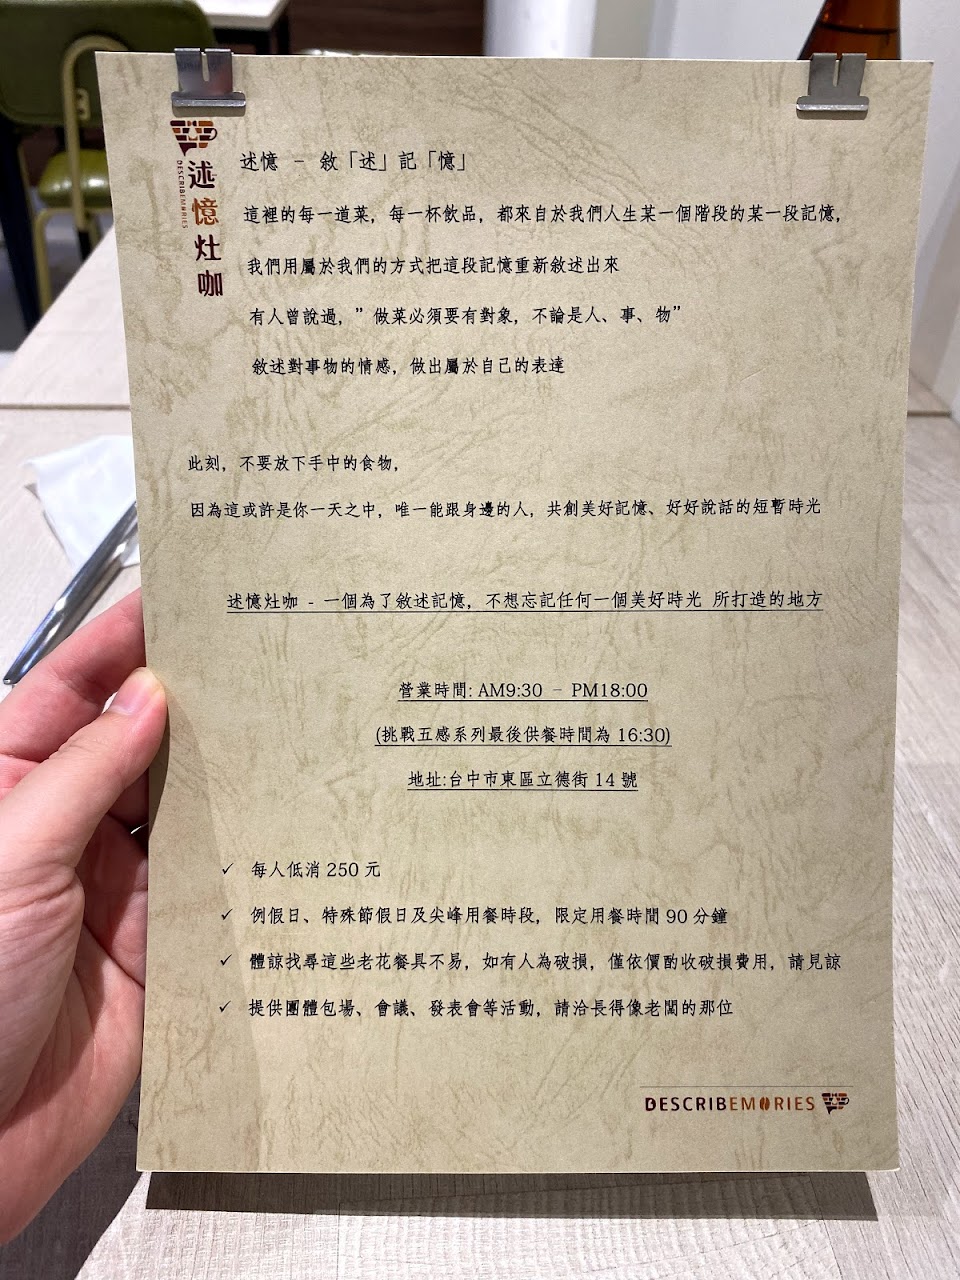 述憶灶咖
DESCRIBEMORIES
述憶 － 敘「述」記「憶」
這裡的每一道菜，每一杯飲品，都來自於我們人生某一個階段的某一段記憶，
我們用屬於我們的方式把這段記憶重新敘述出來
有人曾說過，”做菜必須要有對象，不論是人、事、物”
敘述對事物的情感，做出屬於自己的表達
此刻，不要放下手中的食物，
因為這或許是你一天之中，唯一能跟身邊的人，共創美好記憶、好好說話的短暫時光
述憶灶咖 - 一個為了敘述記憶，不想忘記任何一個美好時光 所打造的地方
營業時間: AM9:30 – PM18:00
(挑戰五感系列最後供餐時間為 16:30)
地址:台中市東區立德街 14 號
✓ 每人低消 250 元
✓ 例假日、特殊節假日及尖峰用餐時段，限定用餐時間 90 分鐘
✓ 體諒找尋這些老花餐具不易，如有人為破損，僅依價酌收破損費用，請見諒
✓ 提供團體包場、會議、發表會等活動，請洽長得像老闆的那位
DESCRIBEMORIES